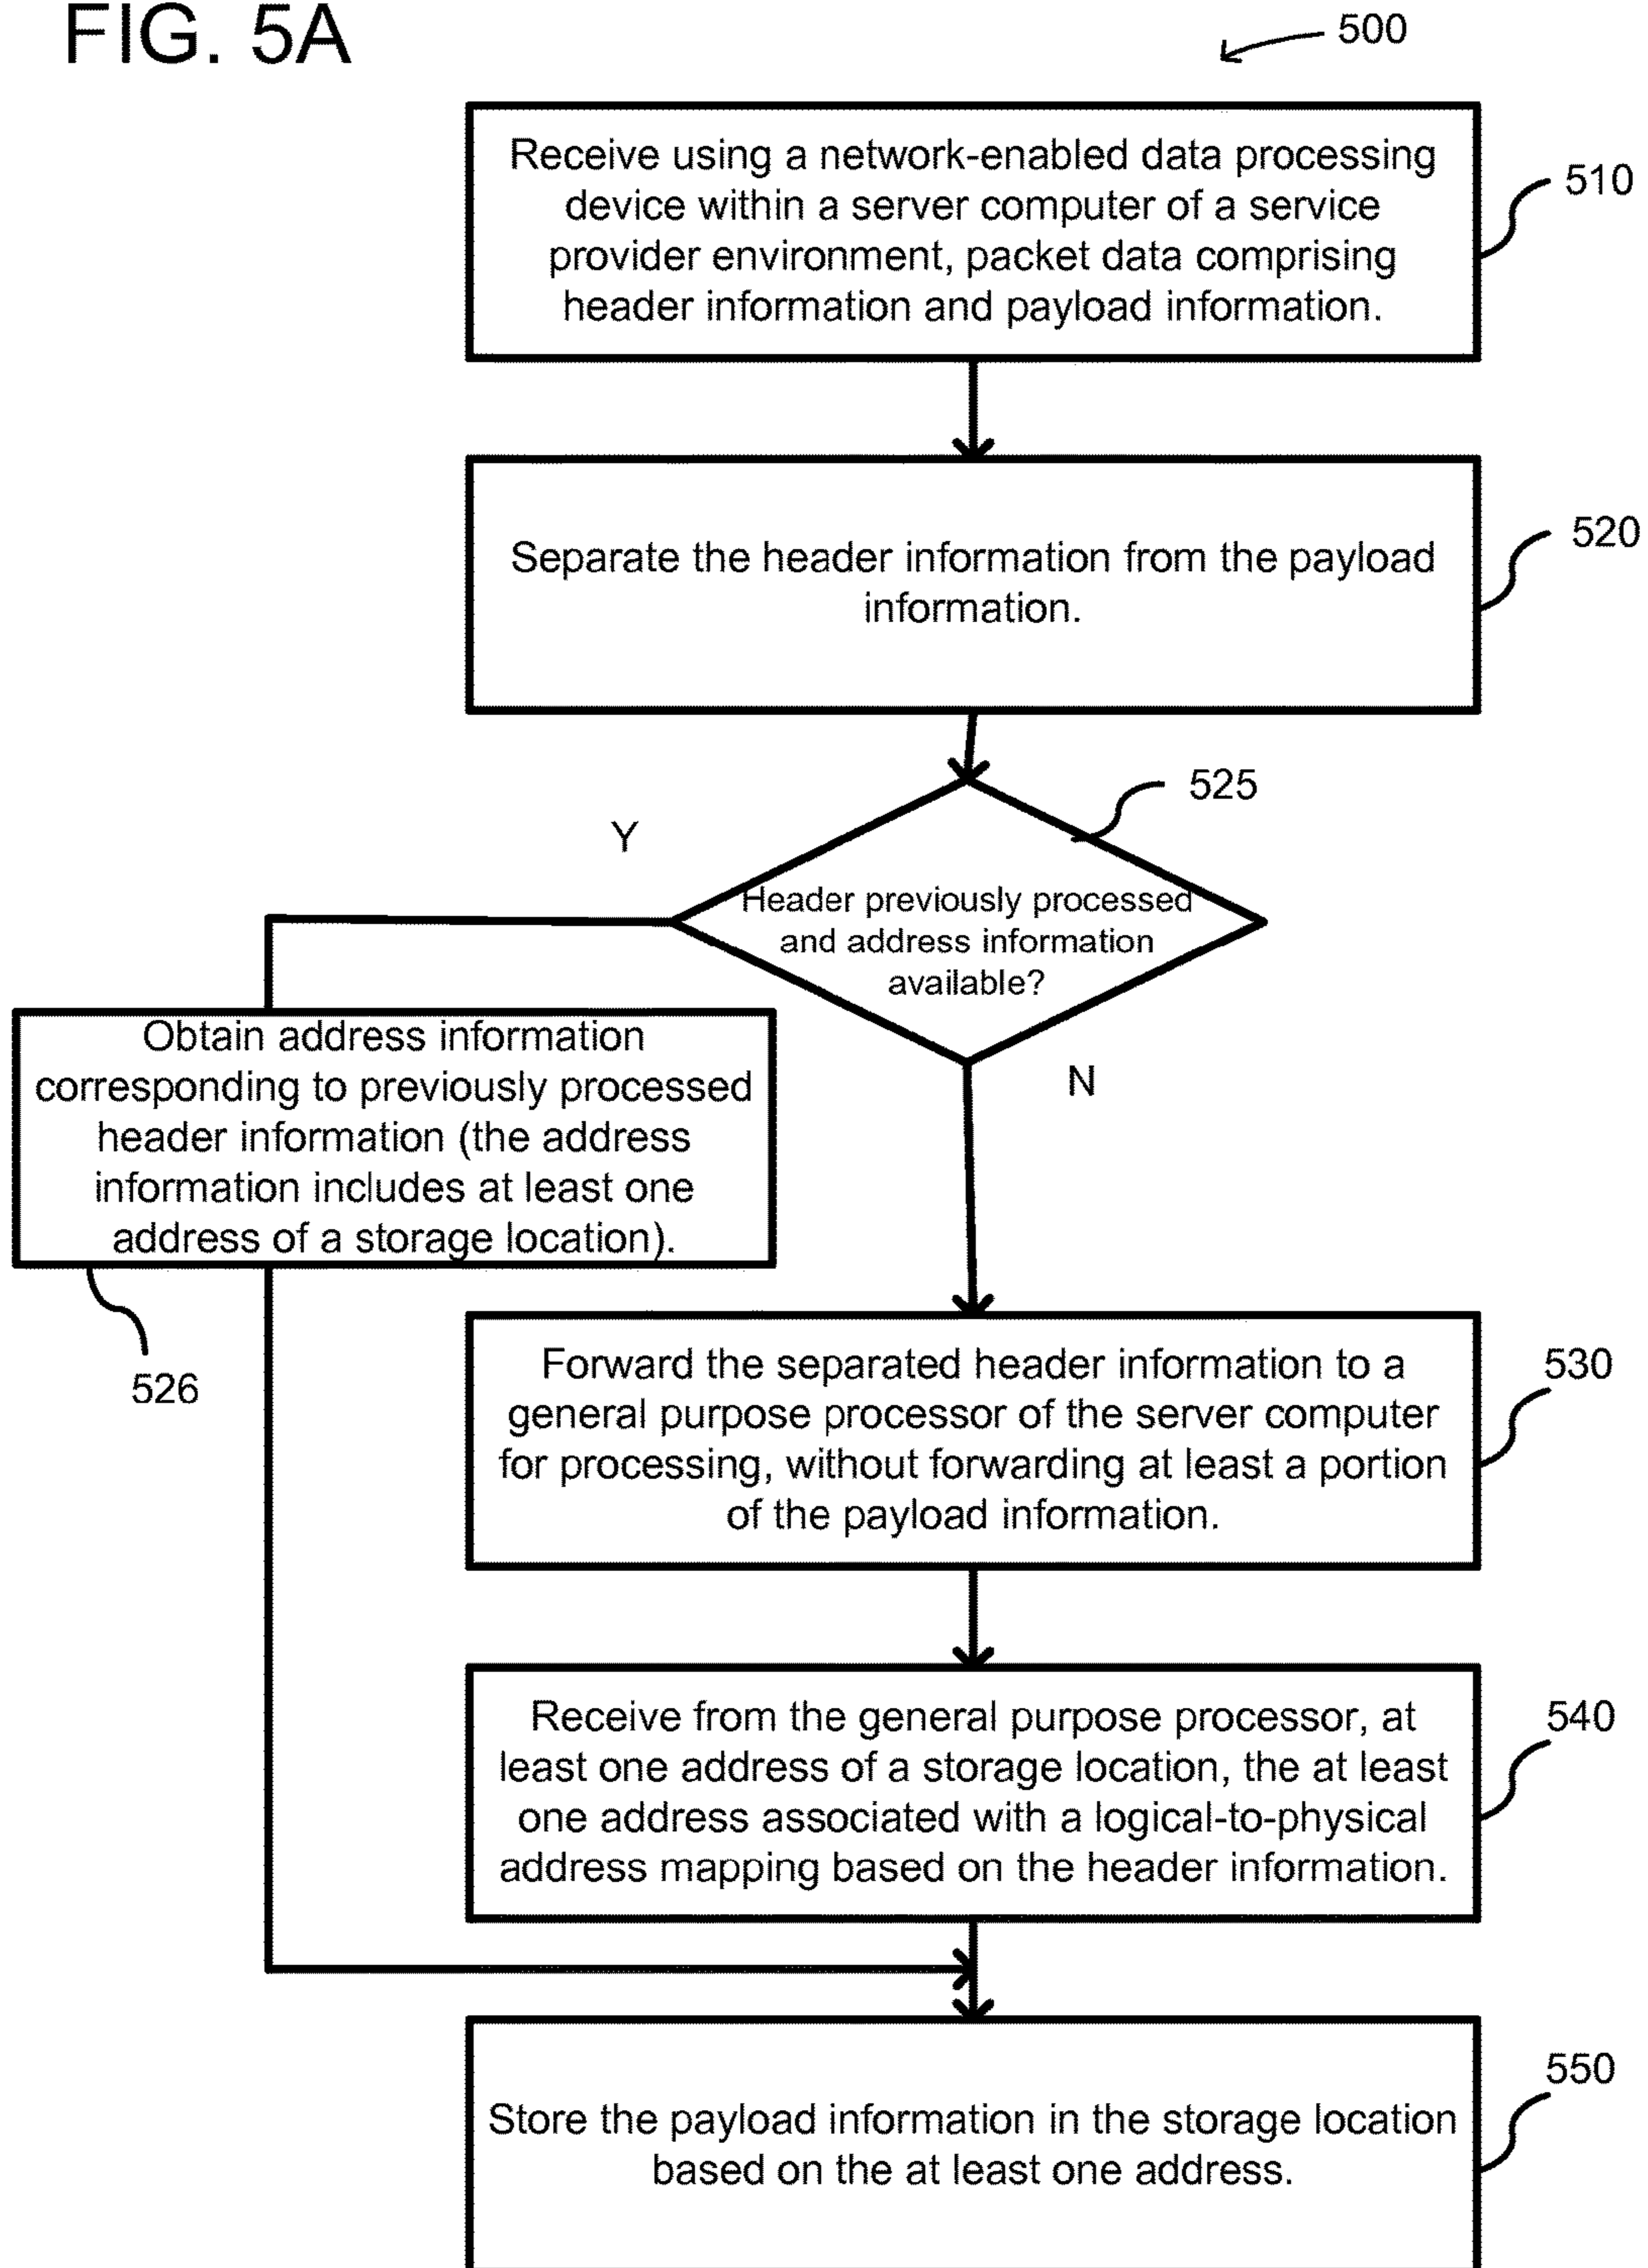 FIG. 5A
500
Receive using a network-enabled data processing
device within a server computer of a service
provider environment, packet data comprising
header information and payload information.
510
Separate the header information from the payload
information.
520
525
Y
Header previously processed
and address information
available?
N
Obtain address information
corresponding to previously processed
header information (the address
information includes at least one
address of a storage location).
526
Forward the separated header information to a
general purpose processor of the server computer
for processing, without forwarding at least a portion
of the payload information.
530
Receive from the general purpose processor, at
least one address of a storage location, the at least
one address associated with a logical-to-physical
address mapping based on the header information.
540
Store the payload information in the storage location
based on the at least one address.
550